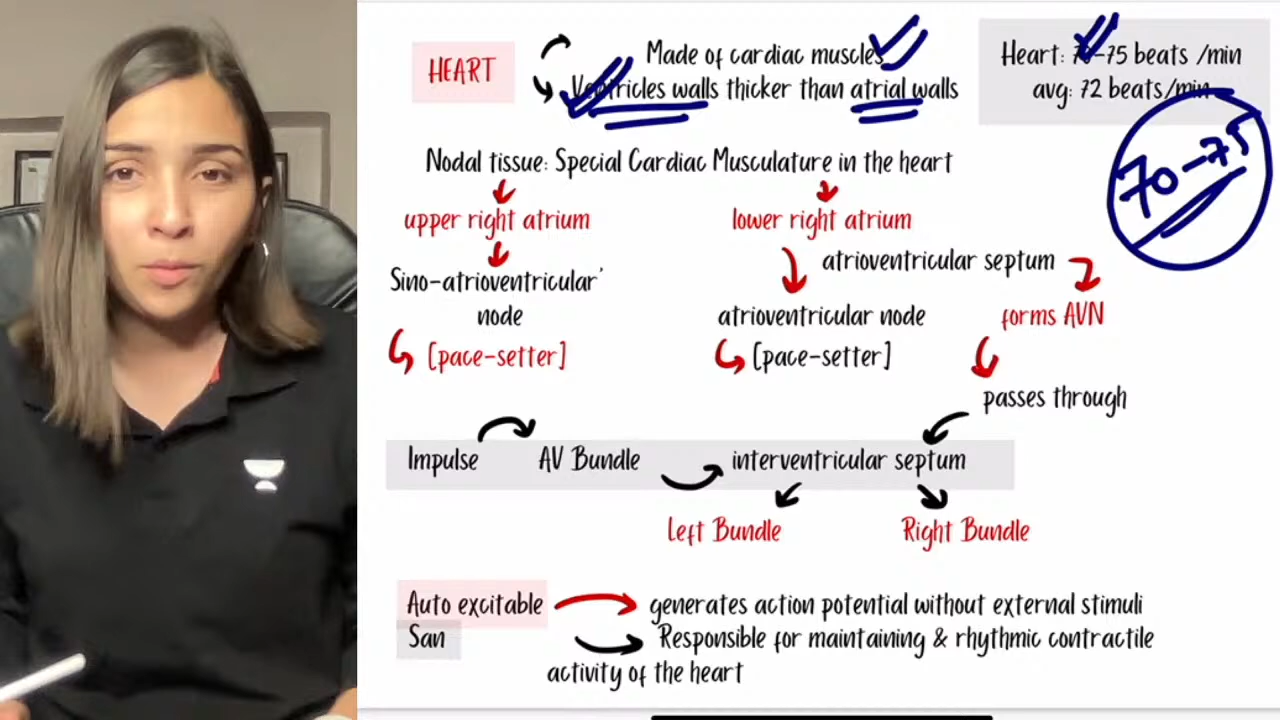 HEART
Made of cardiac muscles
Ventricles walls thicker than atrial walls
Heart: 70-75 beats /min
avg: 72 beats/min
70-75
Nodal tissue: Special Cardiac Musculature in the heart
upper right atrium
lower right atrium
Sino-atrioventricular'
node
[pace-setter]
atrioventricular septum
atrioventricular node
[pace-setter]
forms AVN
passes through
Impulse
AV Bundle
interventricular septum
Left Bundle
Right Bundle
Auto excitable
generates action potential without external stimuli
San
Responsible for maintaining & rhythmic contractile
activity of the heart